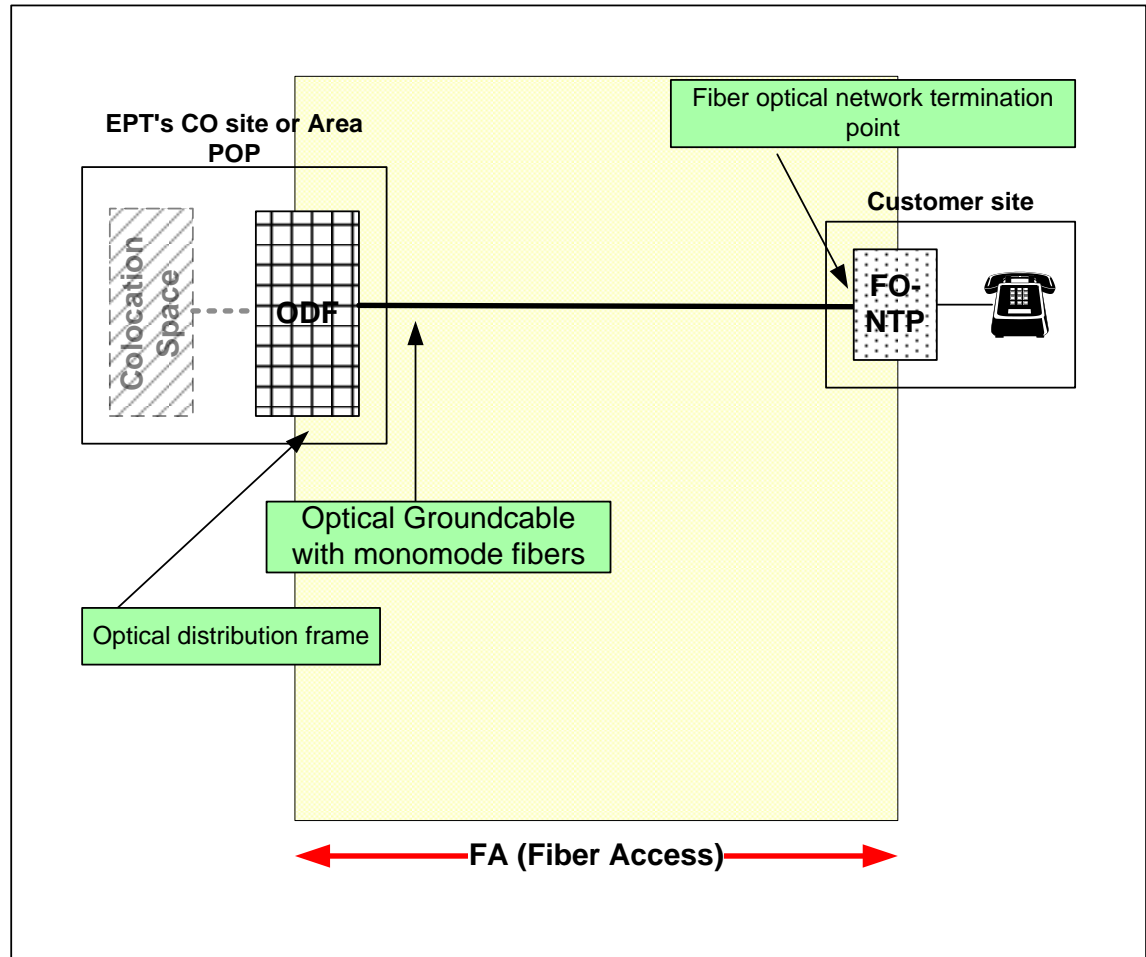 Fiber optical network termination
point
EPT's CO site or Area
POP
Customer site
Colocation
Space
ODF
FO-
NTP
Optical Groundcable
with monomode fibers
Optical distribution frame
FA (Fiber Access)